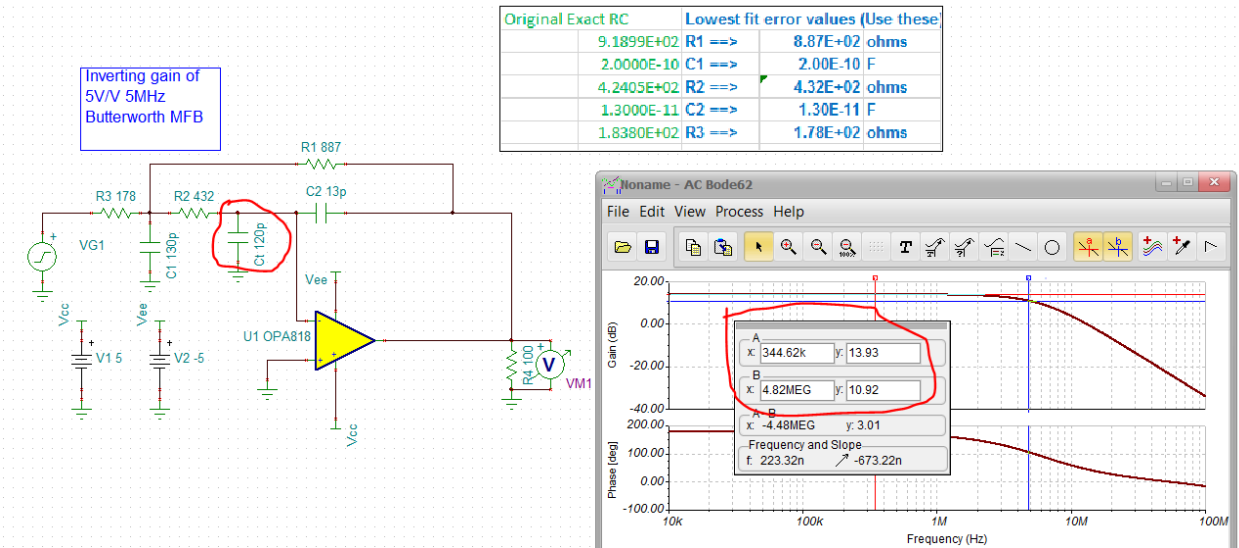 Original Exact RC Lowest fit error values (Use these)
9.1899E+02 R1 ==> 8.87E+02 ohms
2.0000E-10 C1 ==> 2.00E-10 F
4.2405E+02 R2 ==> 4.32E+02 ohms
1.3000E-11 C2 ==> 1.30E-11 F
1.8380E+02 R3 ==> 1.78E+02 ohms
Inverting gain of
5V/V 5MHz
Butterworth MFB
R1 887
R3 178
R2 432
C2 13p
+
VG1
C1 130p
Ct 120p
Vee
Vcc
Vee
U1 OPA818
V1 5
V2 -5
R4 100
V
VM1
Vcc
Noname - AC Bode62
File Edit View Process Help
100%
T
a
b
20.00
0.00
-20.00
-40.00
Gain (dB)
A
x: 344.62k y: 13.93
B
x: 4.82MEG y: 10.92
A - B
x: -4.48MEG y: 3.01
Frequency and Slope
f: 223.32n -673.22n
200.00
100.00
0.00
-100.00
Phase [deg]
10k 100k 1M 10M 100M
Frequency (Hz)